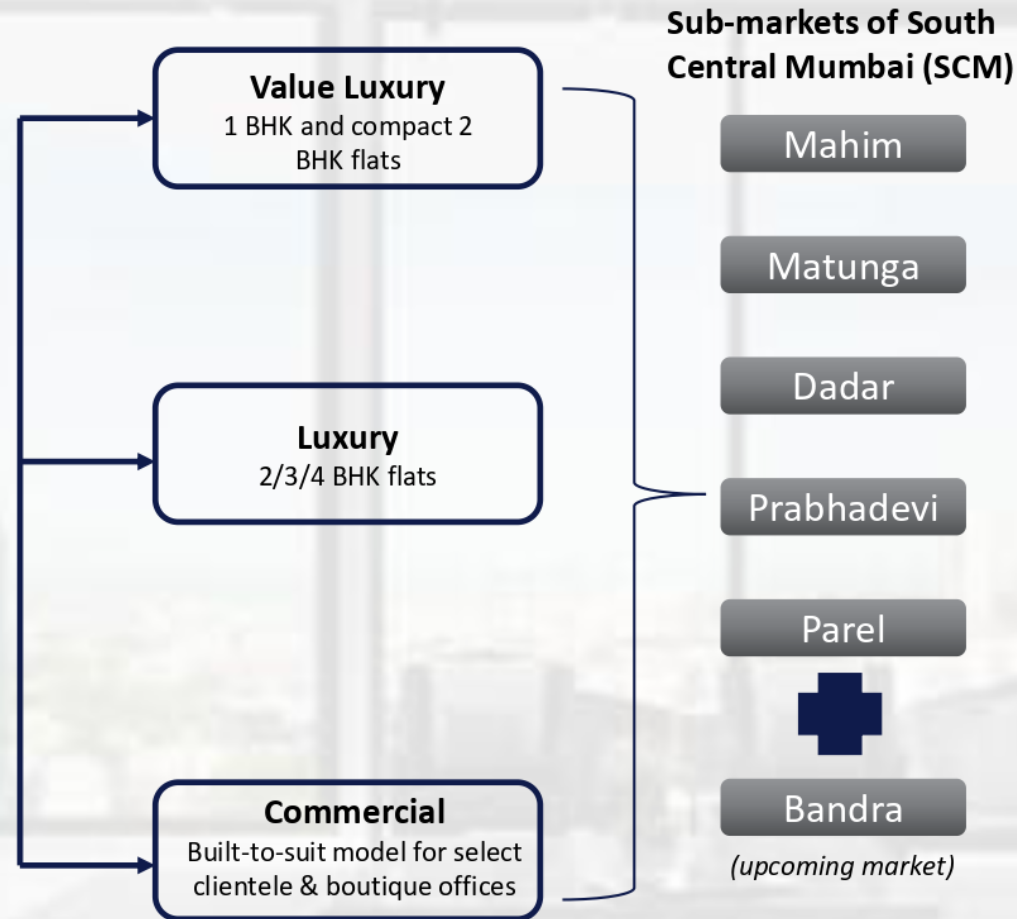 Value Luxury
1 BHK and compact 2
BHK flats
Luxury
2/3/4 BHK flats
Commercial
Built-to-suit model for select
clientele & boutique offices
Sub-markets of South
Central Mumbai (SCM)
Mahim
Matunga
Dadar
Prabhadevi
Parel
Bandra
(upcoming market)